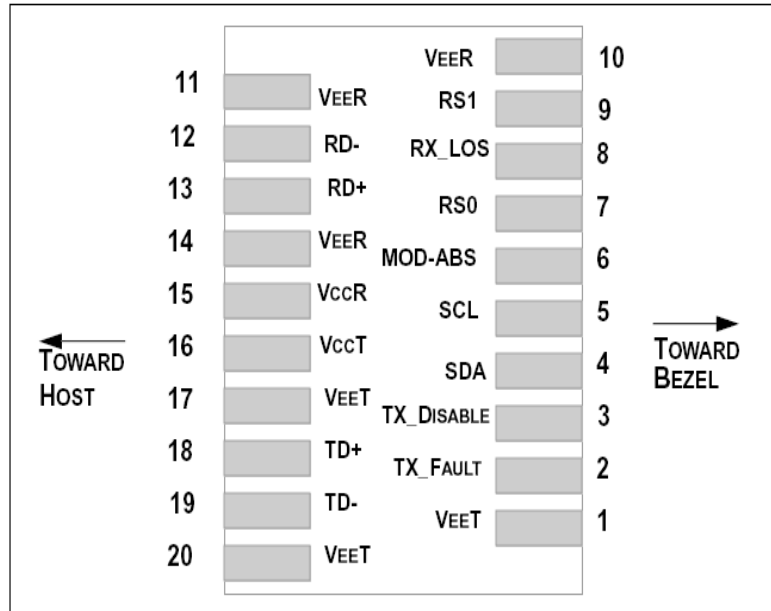 VEER 10
11 VEER
RS1 9
12 RD-
RX_LOS 8
13 RD+
RS0 7
14 VEER
MOD-ABS 6
15 VCCR
SCL 5
16 VCCT
TOWARD HOST
TOWARD BEZEL
SDA 4
17 VEET
TX_DISABLE 3
18 TD+
TX_FAULT 2
19 TD-
VEET 1
20 VEET